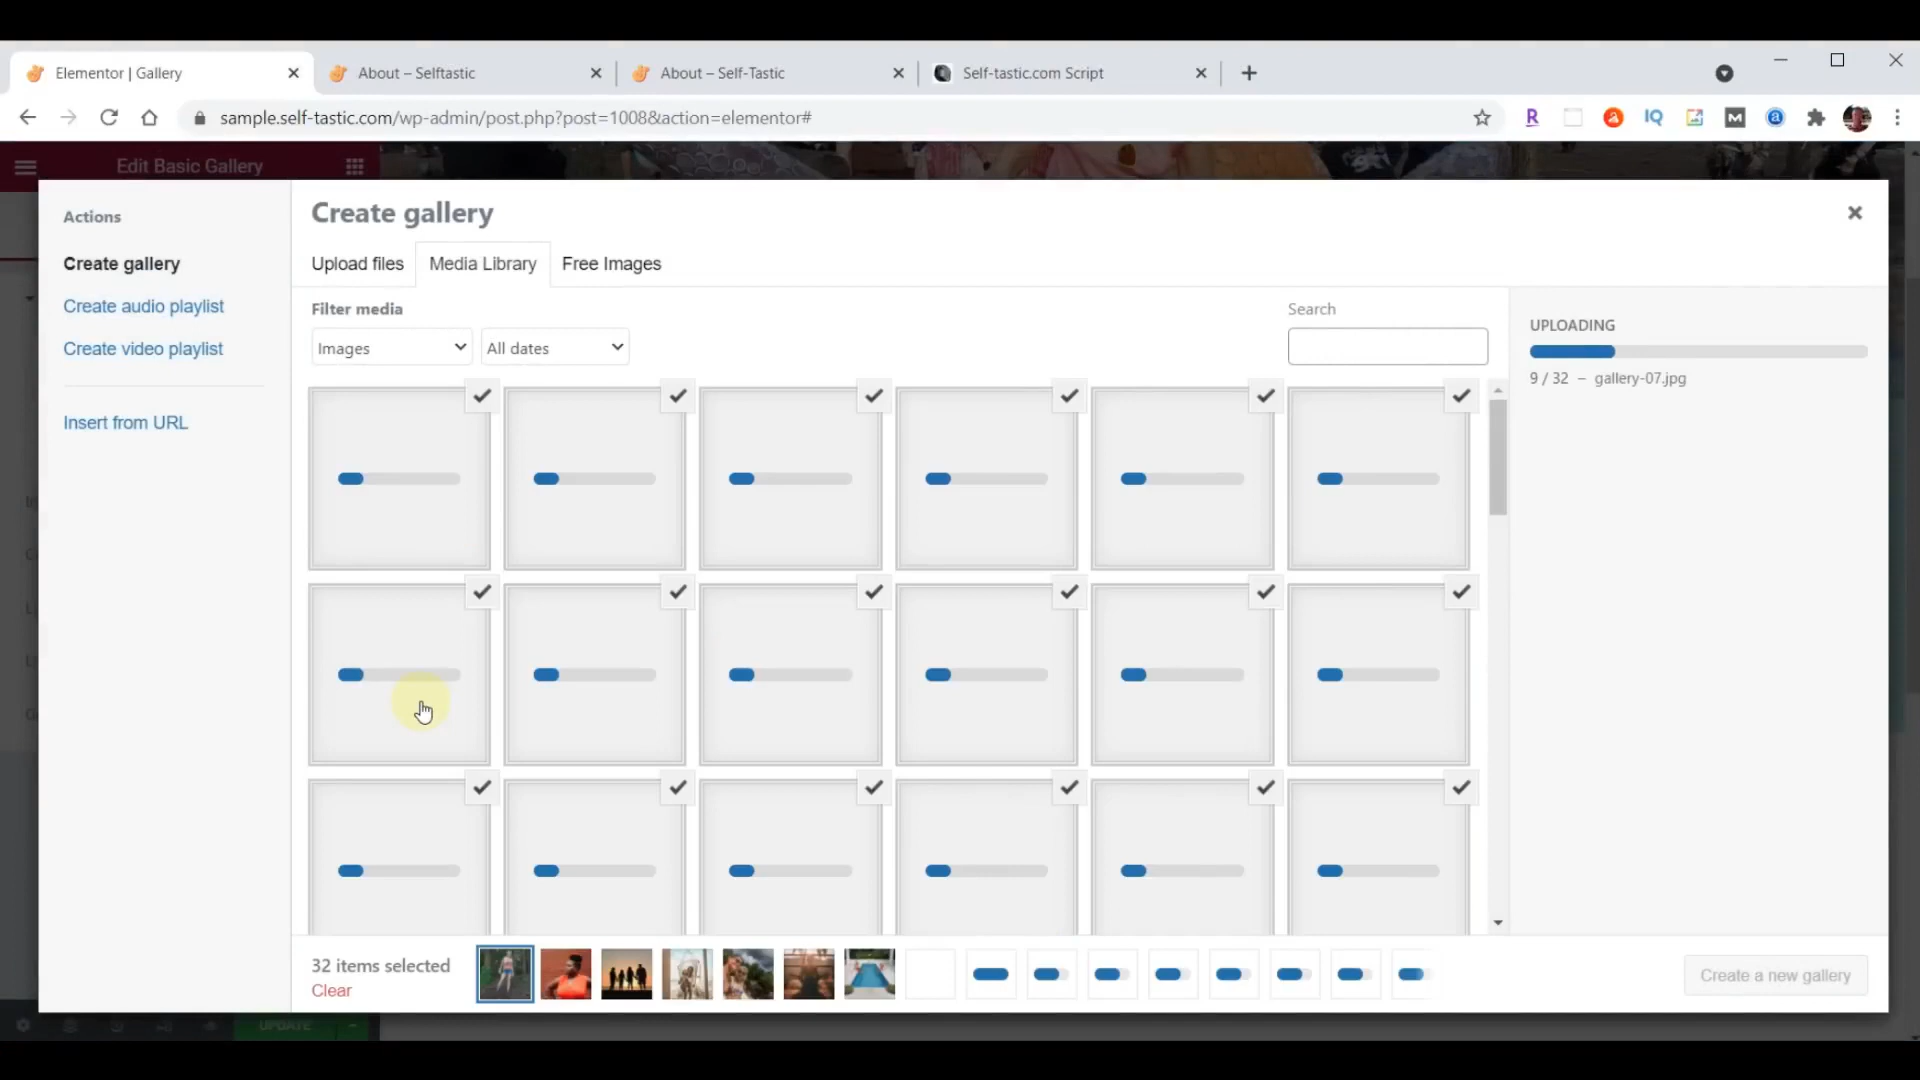 Elementor | Gallery
About – Selftastic
About – Self-Tastic
Self-tastic.com Script
sample.self-tastic.com/wp-admin/post.php?post=1008&action=elementor#
R
IQ
M
a
Edit Basic Gallery
Actions
Create gallery
Create audio playlist
Create video playlist
Insert from URL
Create gallery
Upload files
Media Library
Free Images
Filter media
Search
Images
All dates
UPLOADING
9 / 32 – gallery-07.jpg
32 items selected
Clear
Create a new gallery
UPDATE